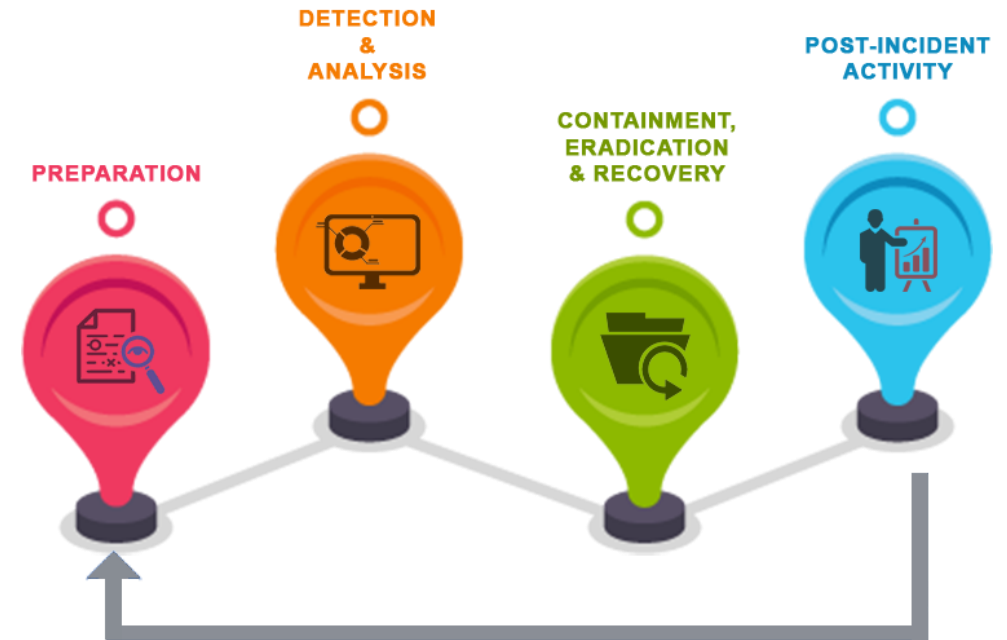 PREPARATION
DETECTION
&
ANALYSIS
CONTAINMENT,
ERADICATION
& RECOVERY
POST-INCIDENT
ACTIVITY